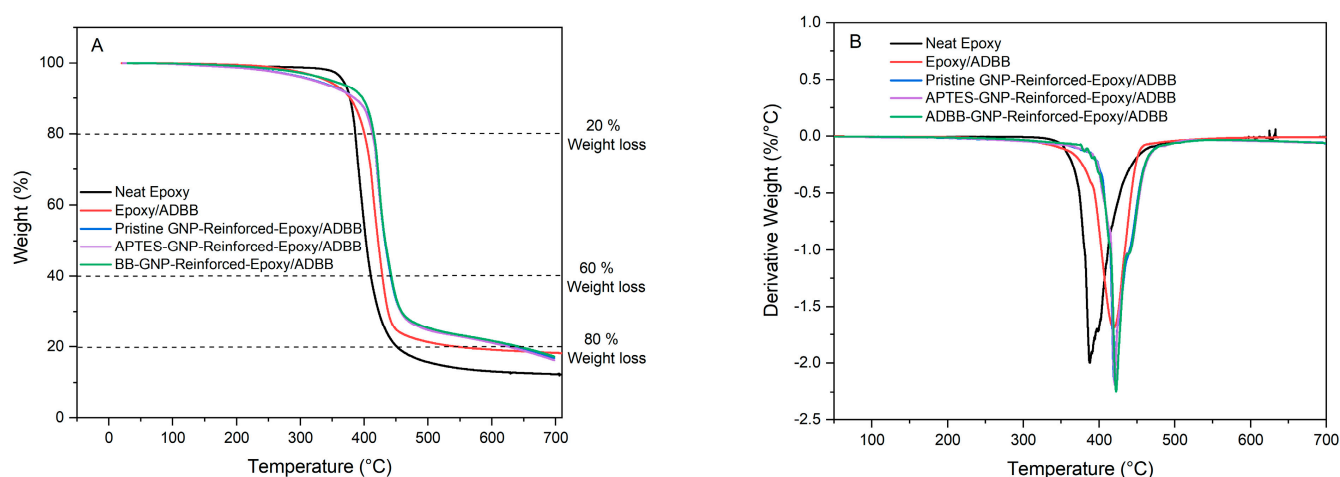 A
Weight (%)
100
80
60
40
20
0
20 %
Weight loss
60 %
Weight loss
80 %
Weight loss
Neat Epoxy
Epoxy/ADBB
Pristine GNP-Reinforced-Epoxy/ADBB
APTES-GNP-Reinforced-Epoxy/ADBB
BB-GNP-Reinforced-Epoxy/ADBB
0 100 200 300 400 500 600 700
Temperature (°C)
B
Derivative Weight (%/°C)
1.0
0.5
0.0
-0.5
-1.0
-1.5
-2.0
-2.5
Neat Epoxy
Epoxy/ADBB
Pristine GNP-Reinforced-Epoxy/ADBB
APTES-GNP-Reinforced-Epoxy/ADBB
ADBB-GNP-Reinforced-Epoxy/ADBB
100 200 300 400 500 600 700
Temperature (°C)